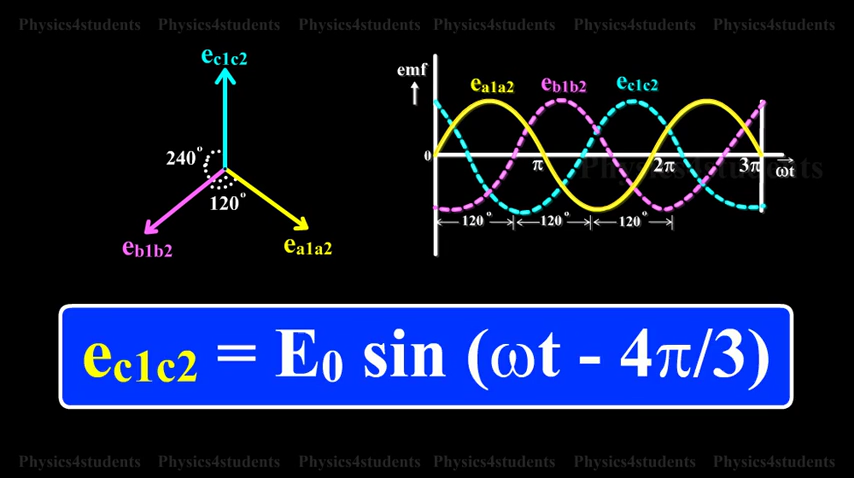 Physics4students Physics4students Physics4students Physics4students Physics4students Physics4students
ec1c2
240°
120°
eb1b2
ea1a2
emf
ea1a2 eb1b2 ec1c2
0
π 2π 3π
ωt
Physics4students
120° 120° 120°
ec1c2 = E0 sin (ωt - 4π/3)
Physics4students Physics4students Physics4students Physics4students Physics4students Physics4students